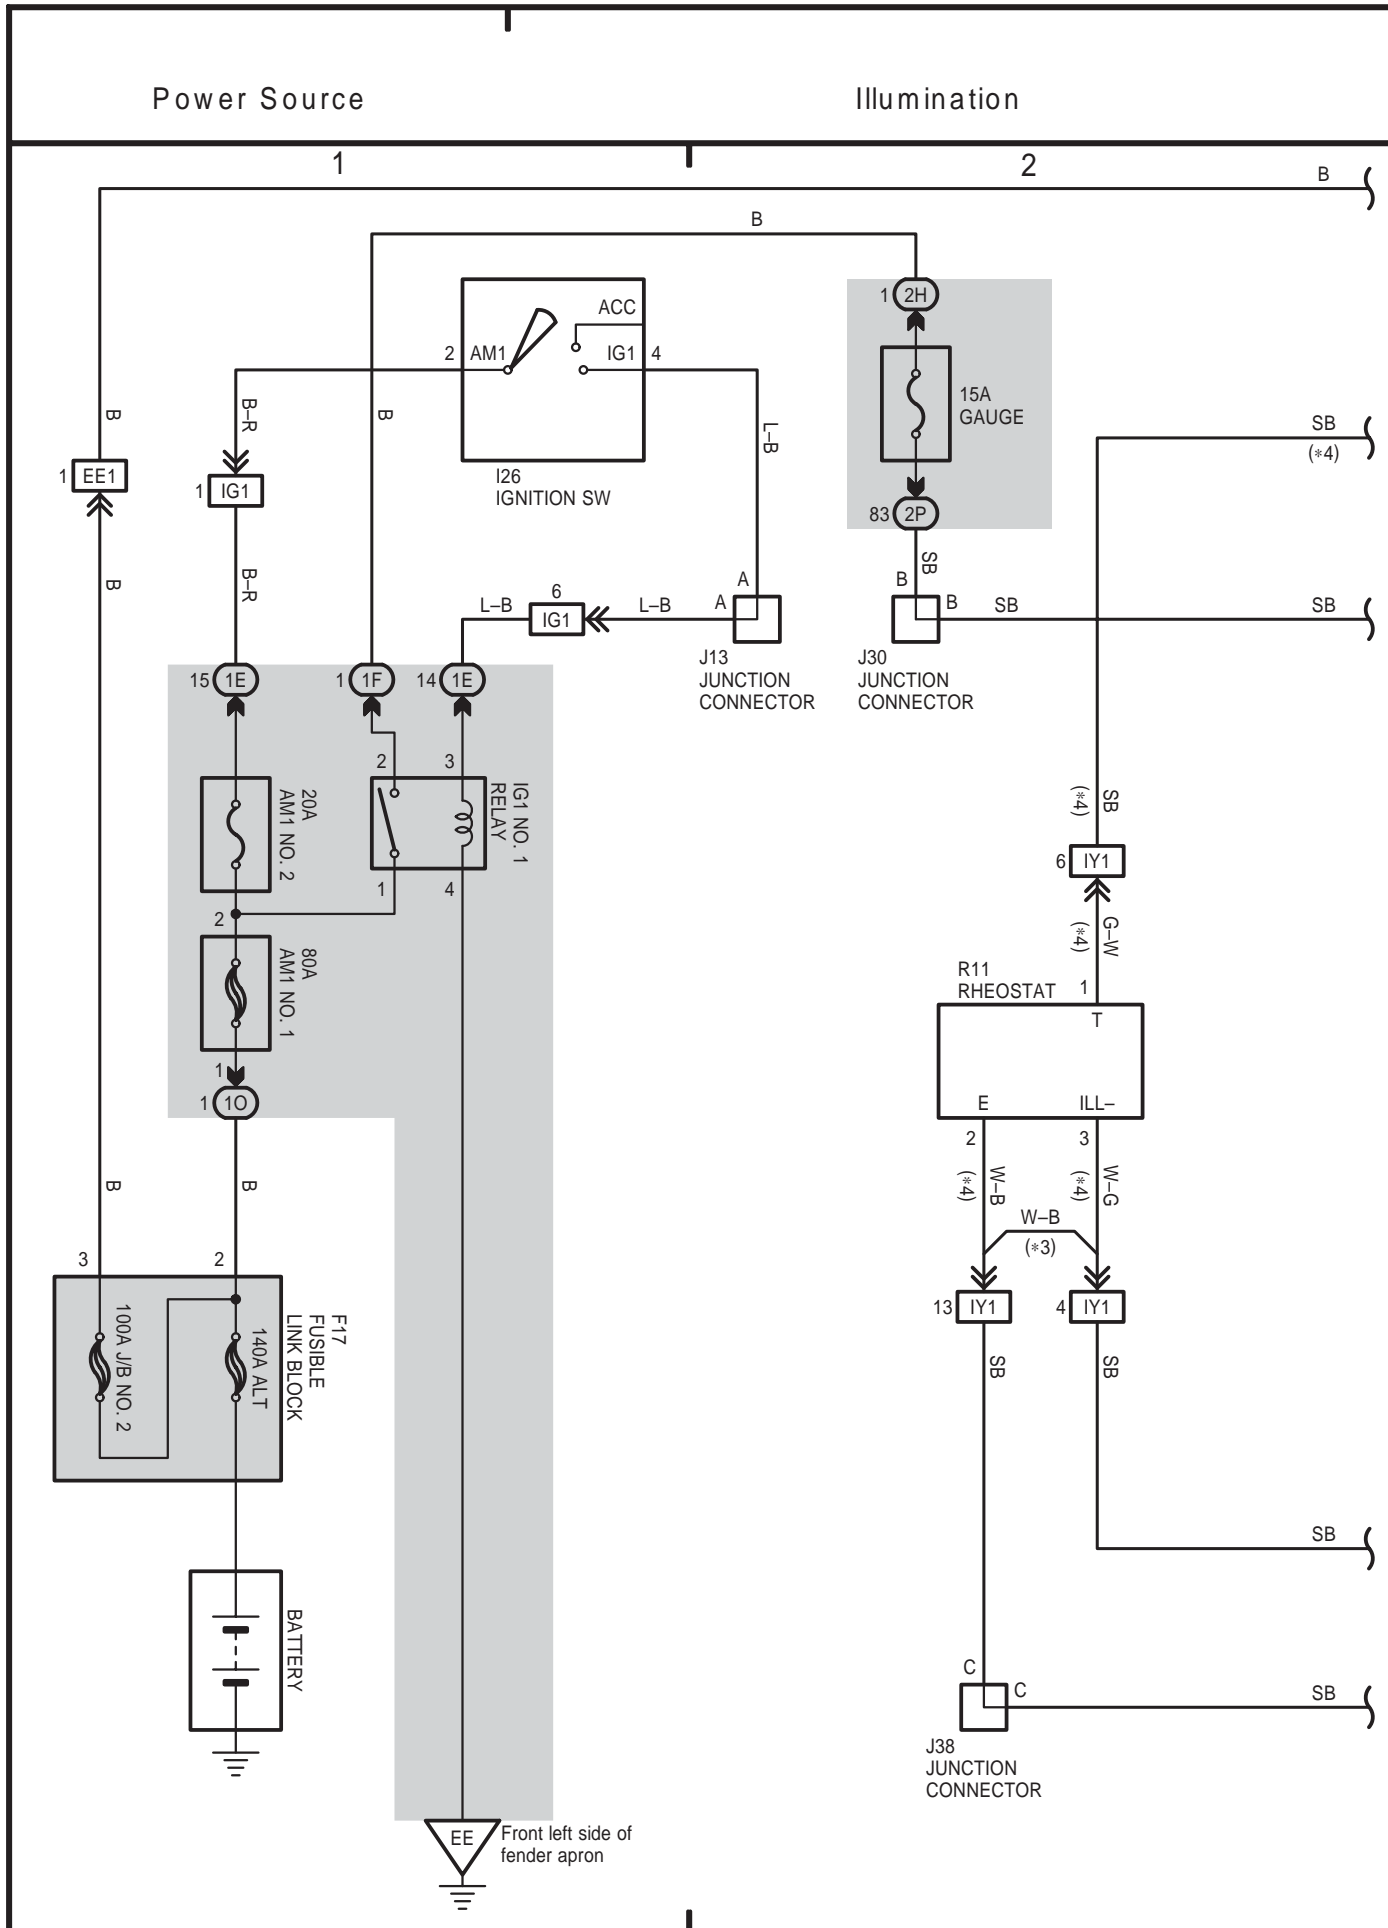 Power Source
Illumination
1
2
B
B
1
2H
ACC
2
AM1
IG1
4
15A
GAUGE
B
B–R
B
L–B
SB
(*4)
1
EE1
1
IG1
I26
IGNITION SW
83
2P
B
B–R
SB
6
A
B
L–B
IG1
L–B
A
B
SB
SB
J13
JUNCTION
CONNECTOR
J30
JUNCTION
CONNECTOR
15
1E
1
1F
14
1E
2
3
20A
AM1 NO. 2
IG1 NO. 1
RELAY
SB
(*4)
6
IY1
1
4
2
G–W
(*4)
80A
AM1 NO. 1
R11
RHEOSTAT
1
T
1
1
1O
E
ILL–
2
3
B
B
W–B
(*4)
W–G
(*4)
W–B
(*3)
3
2
13
IY1
4
IY1
100A J/B NO. 2
140A ALT
F17
FUSIBLE
LINK BLOCK
SB
SB
SB
BATTERY
C
C
SB
J38
JUNCTION
CONNECTOR
EE
Front left side of
fender apron